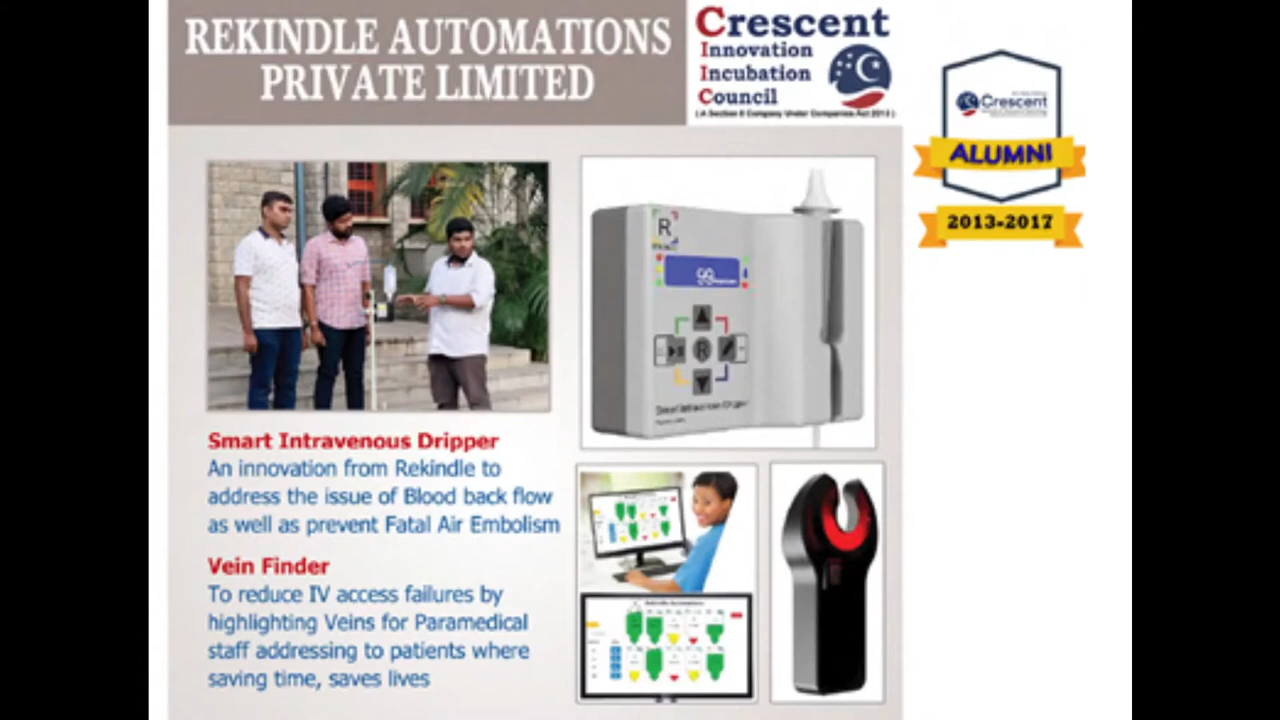 REKINDLE AUTOMATIONS
PRIVATE LIMITED
Crescent
Innovation
Incubation
Council
( A Section 8 Company Under Companies Act 2013 )
Crescent
ALUMNI
2013-2017
R
R
Smart Intravenous Dripper
An innovation from Rekindle to
address the issue of Blood back flow
as well as prevent Fatal Air Embolism
Vein Finder
To reduce IV access failures by
highlighting Veins for Paramedical
staff addressing to patients where
saving time, saves lives
Rekindle Automations